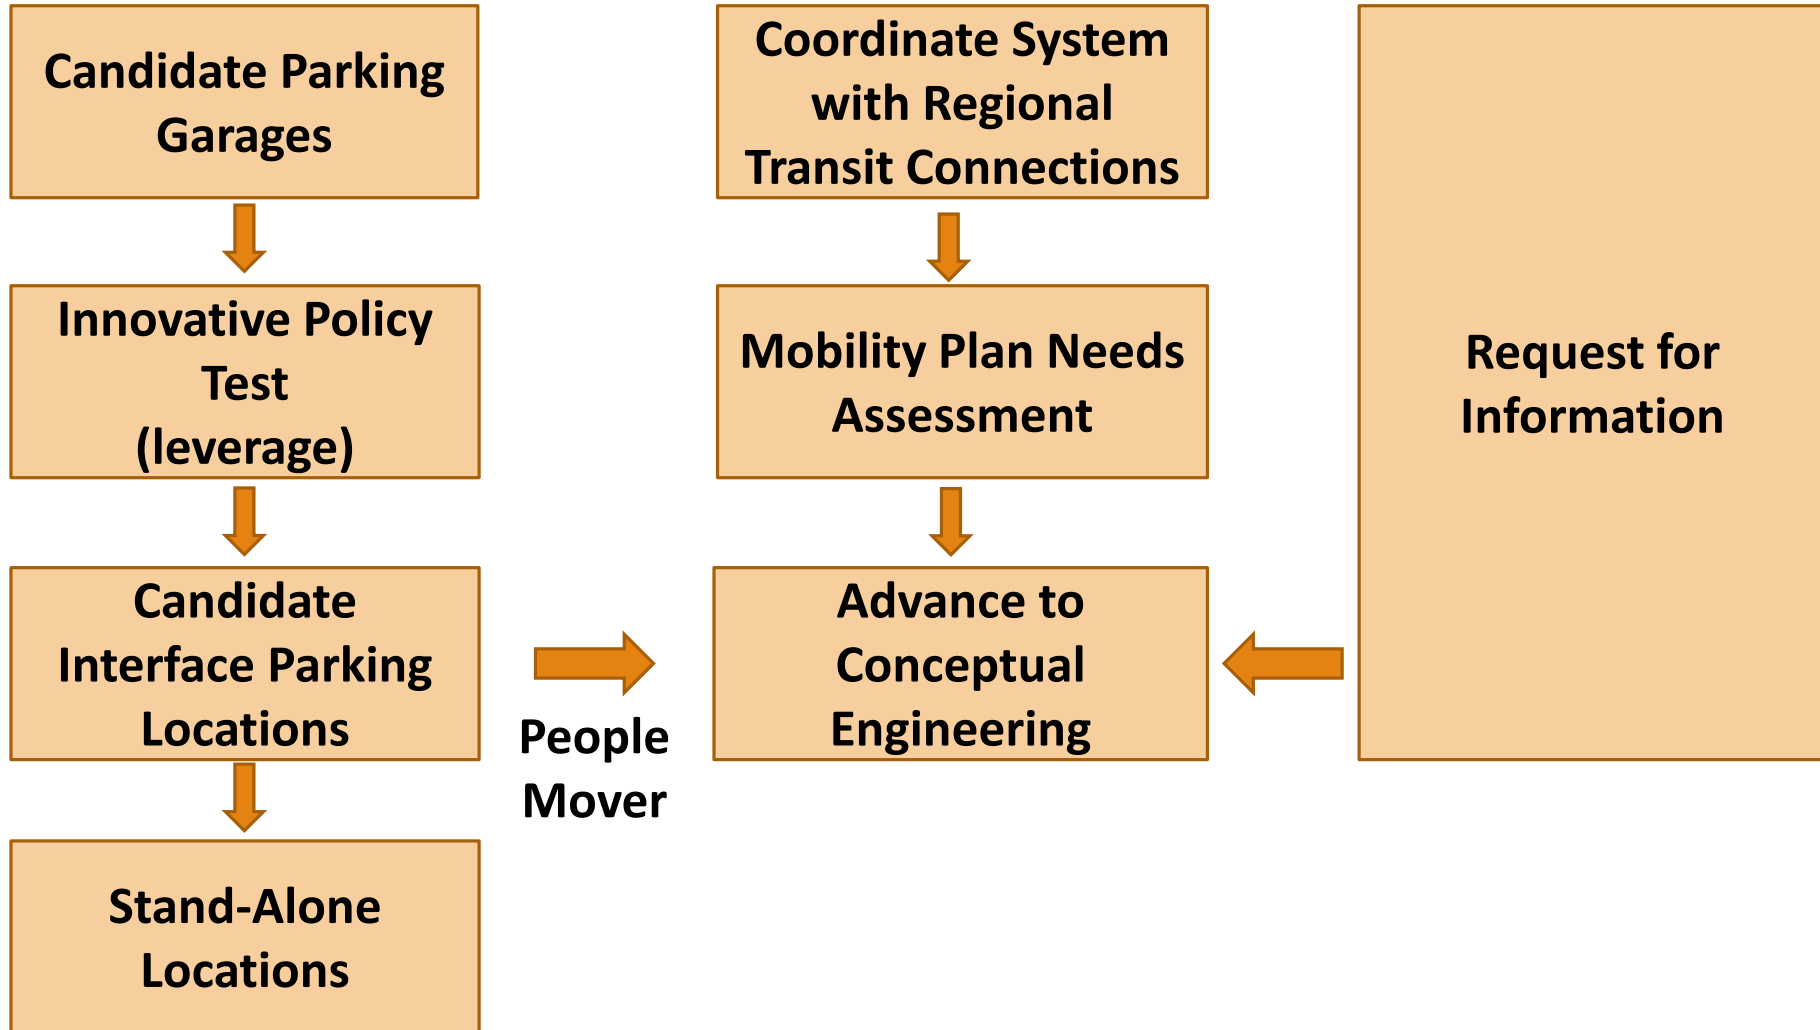 Candidate Parking
Garages
Innovative Policy
Test
(leverage)
Candidate
Interface Parking
Locations
Stand-Alone
Locations
People
Mover
Coordinate System
with Regional
Transit Connections
Mobility Plan Needs
Assessment
Advance to
Conceptual
Engineering
Request for
Information